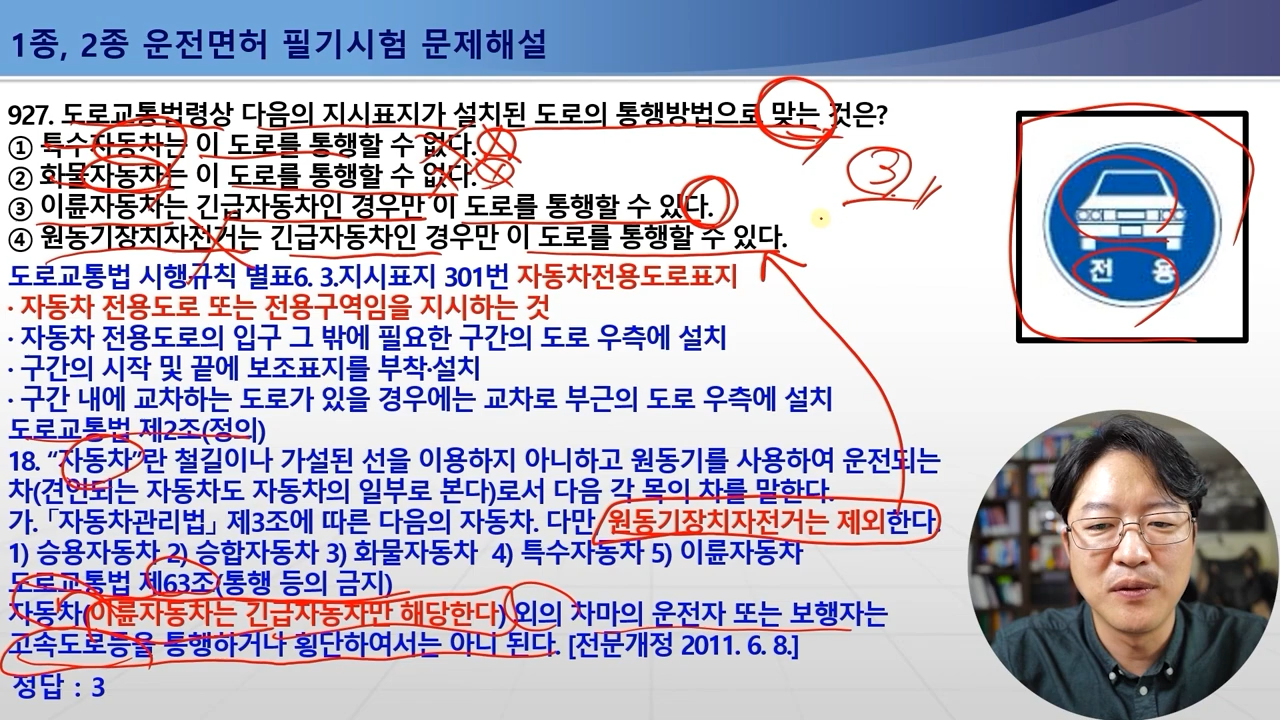 1종, 2종 운전면허 필기시험 문제해설
927. 도로교통법령상 다음의 지시표지가 설치된 도로의 통행방법으로 맞는 것은?
① 특수자동차는 이 도로를 통행할 수 없다.
② 화물자동차는 이 도로를 통행할 수 없다.
③ 이륜자동차는 긴급자동차인 경우만 이 도로를 통행할 수 있다.
④ 원동기장치자전거는 긴급자동차인 경우만 이 도로를 통행할 수 있다.
③
전 용
도로교통법 시행규칙 별표6. 3.지시표지 301번 자동차전용도로표지
· 자동차 전용도로 또는 전용구역임을 지시하는 것
· 자동차 전용도로의 입구 그 밖에 필요한 구간의 도로 우측에 설치
· 구간의 시작 및 끝에 보조표지를 부착·설치
· 구간 내에 교차하는 도로가 있을 경우에는 교차로 부근의 도로 우측에 설치
도로교통법 제2조(정의)
18. “자동차”란 철길이나 가설된 선을 이용하지 아니하고 원동기를 사용하여 운전되는
차(견인되는 자동차도 자동차의 일부로 본다)로서 다음 각 목의 차를 말한다.
가. 「자동차관리법」 제3조에 따른 다음의 자동차. 다만 원동기장치자전거는 제외한다.
1) 승용자동차 2) 승합자동차 3) 화물자동차 4) 특수자동차 5) 이륜자동차
도로교통법 제63조(통행 등의 금지)
자동차(이륜자동차는 긴급자동차만 해당한다) 외의 차마의 운전자 또는 보행자는
고속도로등을 통행하거나 횡단하여서는 아니 된다. [전문개정 2011. 6. 8.]
정답 : 3